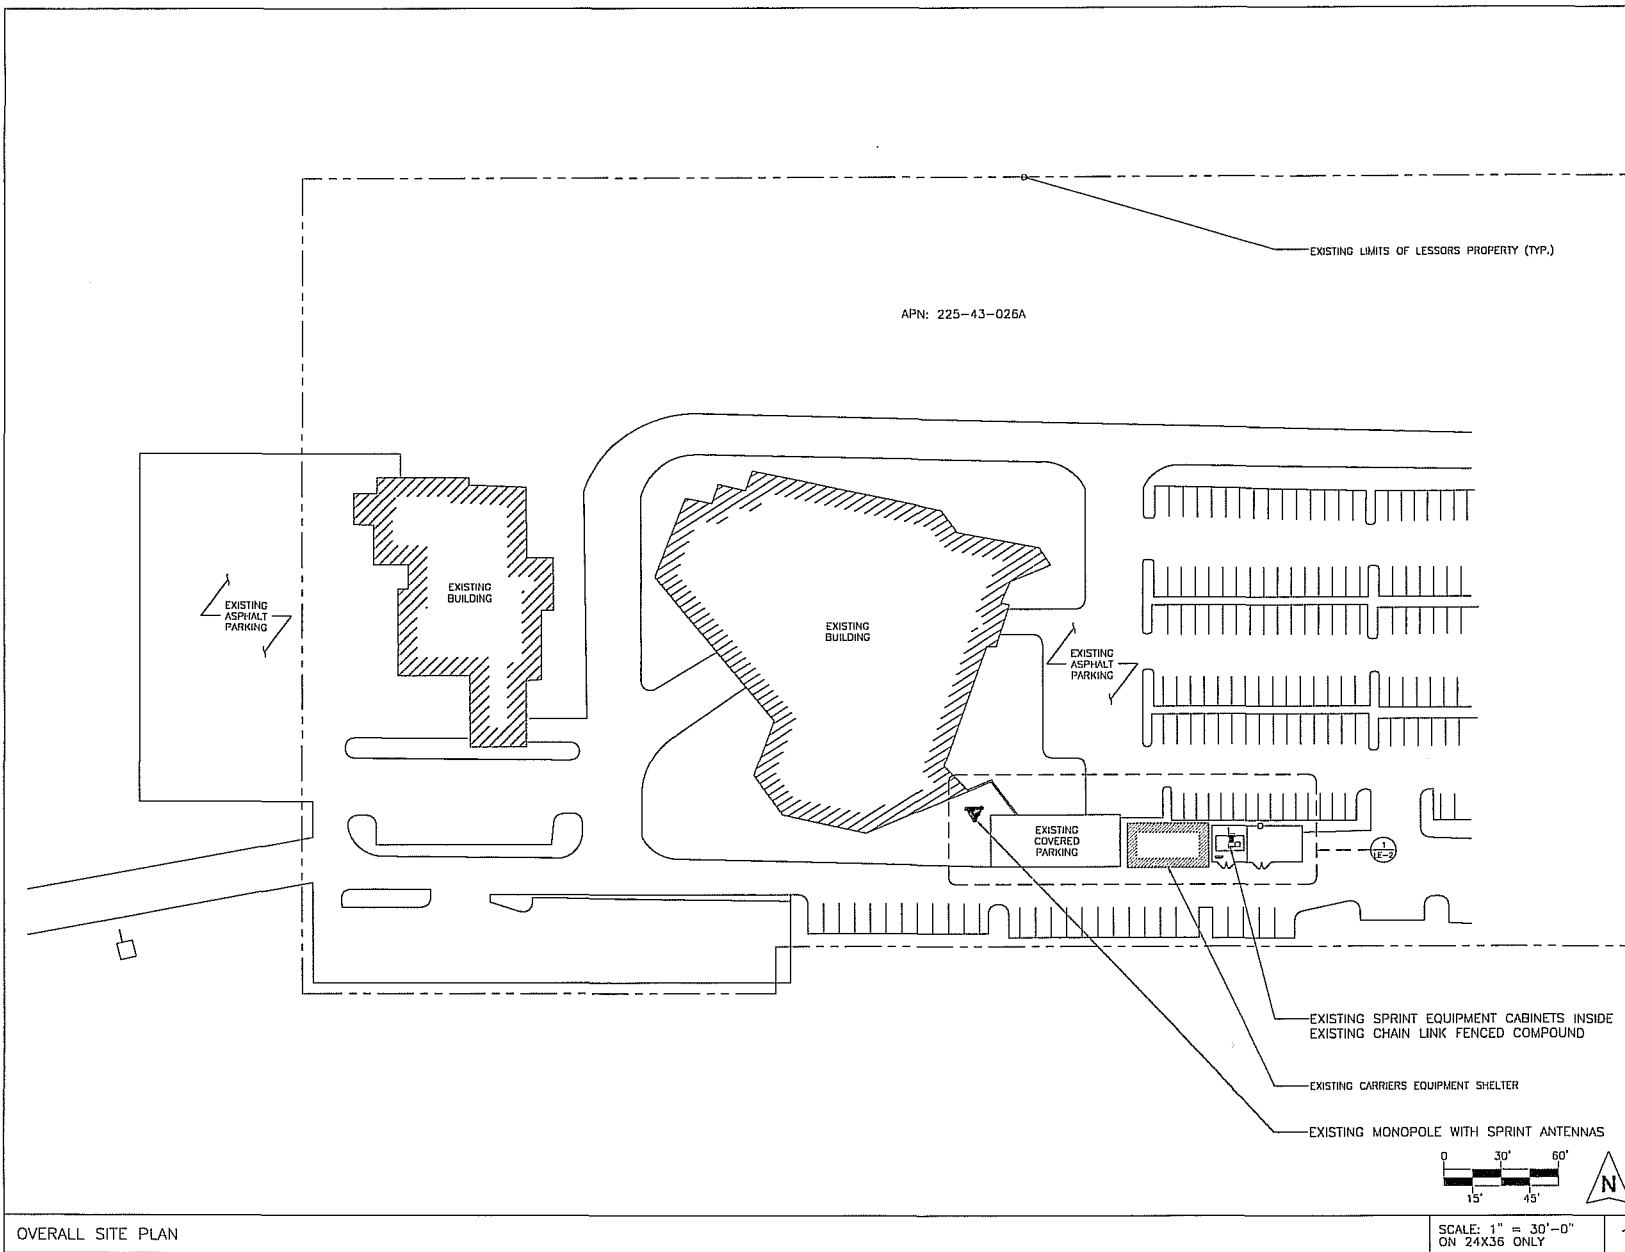 EXISTING LIMITS OF LESSORS PROPERTY (TYP.)
APN: 225-43-026A
EXISTING
ASPHALT
PARKING
EXISTING
BUILDING
EXISTING
BUILDING
EXISTING
ASPHALT
PARKING
EXISTING
COVERED
PARKING
1
LE-2
EXISTING SPRINT EQUIPMENT CABINETS INSIDE
EXISTING CHAIN LINK FENCED COMPOUND
EXISTING CARRIERS EQUIPMENT SHELTER
EXISTING MONOPOLE WITH SPRINT ANTENNAS
0 30' 60'
15' 45'
N
OVERALL SITE PLAN
SCALE: 1" = 30'-0"
ON 24X36 ONLY